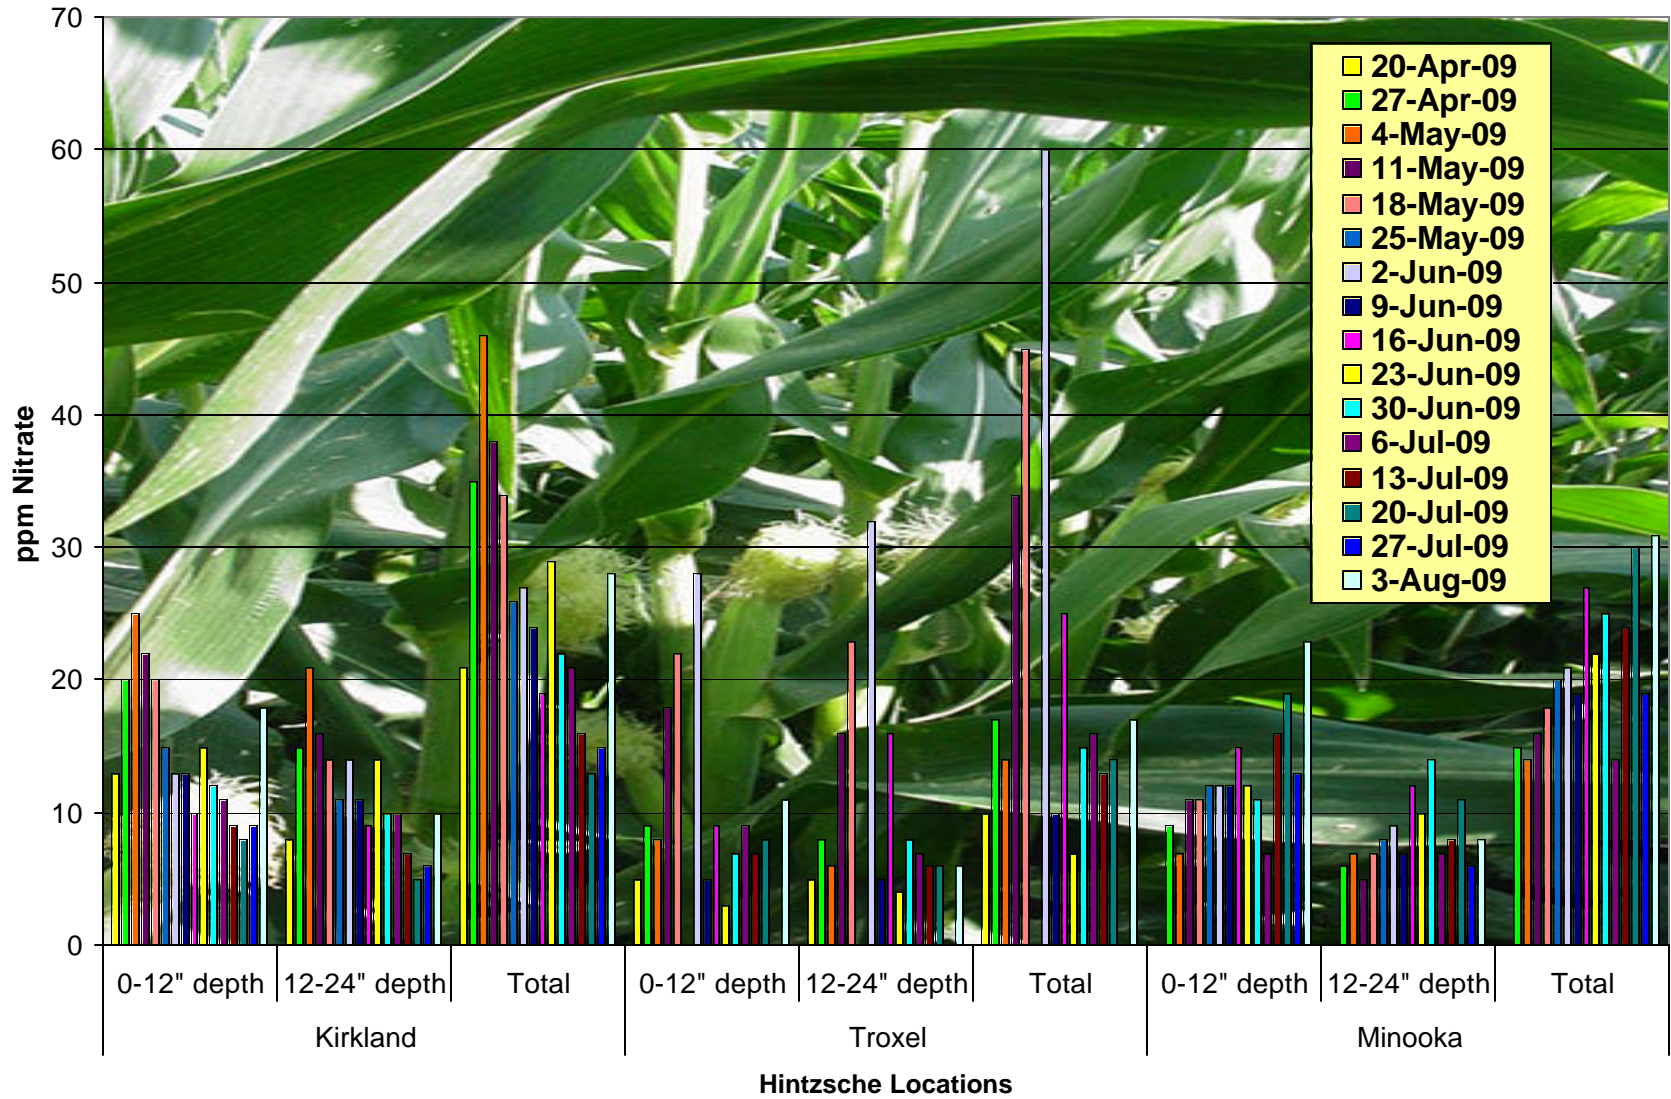 70
60
50
40
30
20
10
0
ppm Nitrate
20-Apr-09
27-Apr-09
4-May-09
11-May-09
18-May-09
25-May-09
2-Jun-09
9-Jun-09
16-Jun-09
23-Jun-09
30-Jun-09
6-Jul-09
13-Jul-09
20-Jul-09
27-Jul-09
3-Aug-09
0-12" depth 12-24" depth Total 0-12" depth 12-24" depth Total 0-12" depth 12-24" depth Total
Kirkland Troxel Minooka
Hintzsche Locations